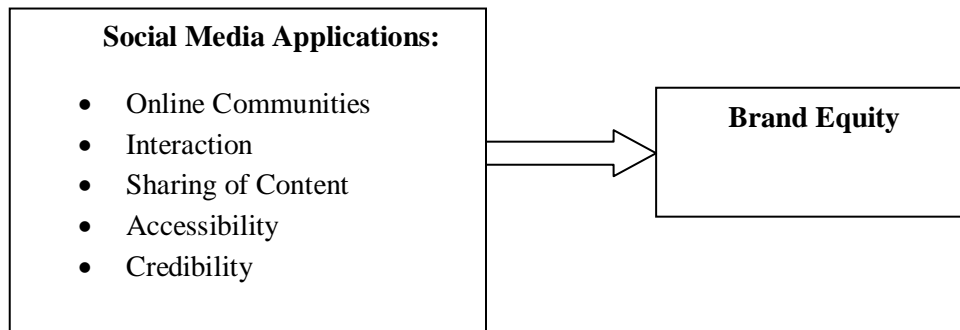 Social Media Applications:
• Online Communities
• Interaction
• Sharing of Content
• Accessibility
• Credibility
Brand Equity